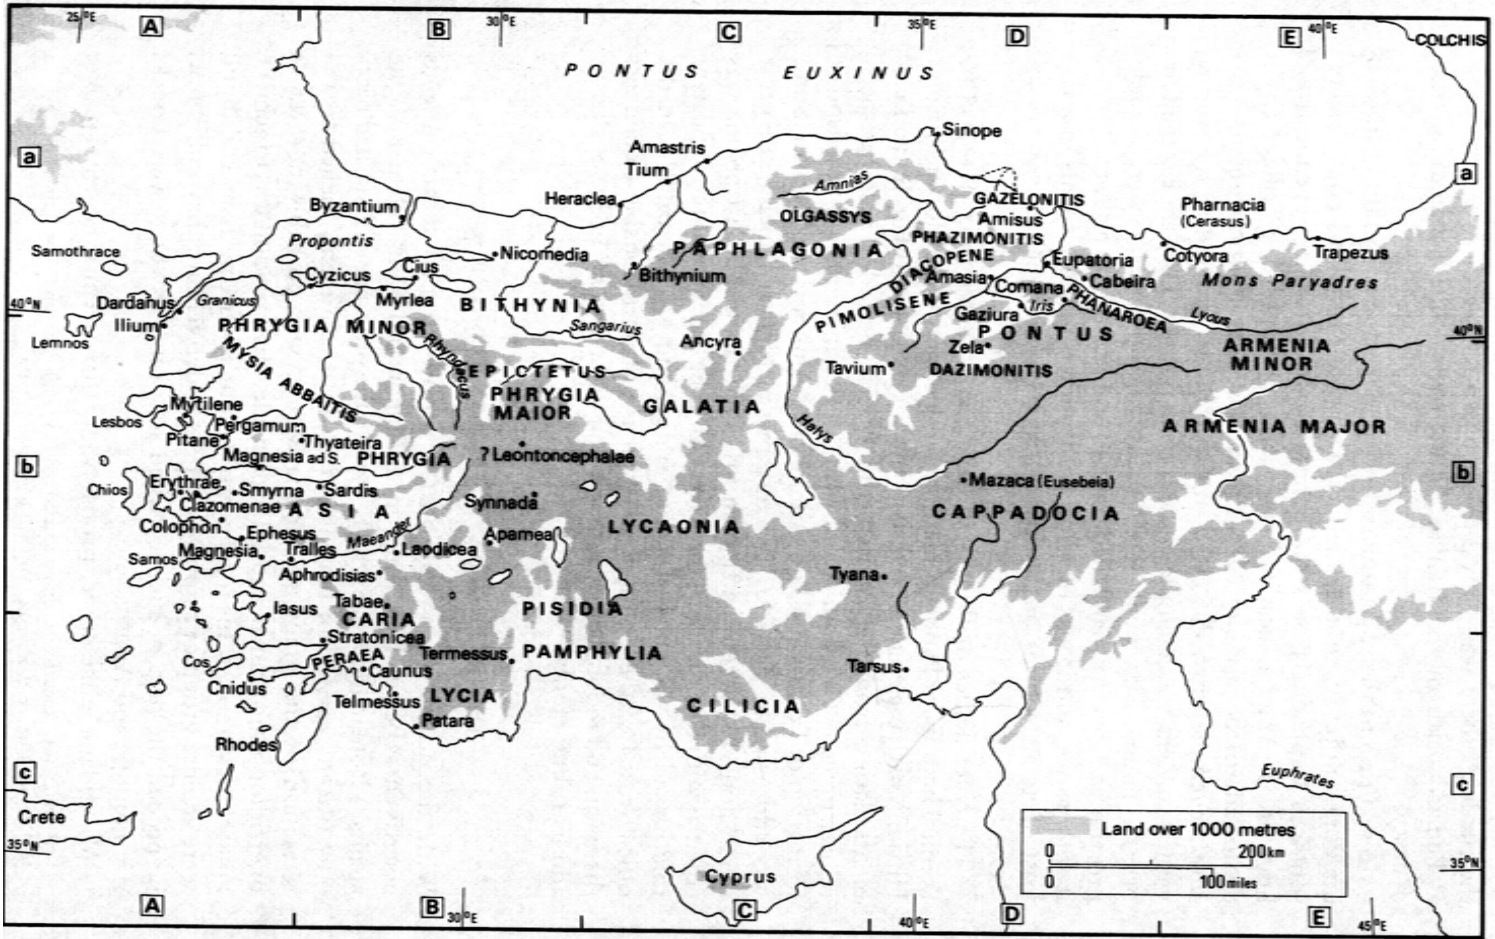 25°E
A
B
30°E
C
35°E
D
E
40°E
COLCHIS
PONTUS EUXINUS
a
a
Sinope
Amastris
Tium
Heraclea
Amnias
GAZELONITIS
Amisus
Pharnacia
(Cerasus)
Byzantium
OLGASSYS
PHAZIMONITIS
Samothrace
Propontis
Nicomedia
PAPHLAGONIA
DIACOPENE
Eupatoria
Cotyora
Trapezus
Cyzicus
Cius
Bithynium
Amasia
Comana
Cabeira
Mons Paryadres
40°N
Dardanus
Granicus
Myrlea
BITHYNIA
PIMOLISENE
Gaziura
Iris
PHANAROEA
Lycus
Ilium
PHRYGIA MINOR
Sangarius
PONTUS
40°N
Lemnos
MYSIA ABBAITIS
Rhyndacus
Ancyra
Zela
ARMENIA
MINOR
EPICTETUS
Tavium
DAZIMONITIS
PHRYGIA
MAIOR
GALATIA
Mytilene
Lesbos
Pergamum
Halys
ARMENIA MAJOR
Pitane
Thyateira
Magnesia ad S.
PHRYGIA
? Leontoncephalae
b
b
Chios
Erythrae
Smyrna
Sardis
Mazaca (Eusebeia)
Clazomenae
ASIA
Synnada
CAPPADOCIA
Colophon
Ephesus
Maeander
LYCAONIA
Apamea
Magnesia
Tralles
Laodicea
Samos
Aphrodisias
Tyana
Iasus
Tabae
PISIDIA
CARIA
Stratonicea
Cos
PERAEA
Termessus
PAMPHYLIA
Caunus
Tarsus
Cnidus
Telmessus
LYCIA
CILICIA
Patara
Rhodes
c
c
Euphrates
Crete
Land over 1000 metres
0
200 km
0
100 miles
35°N
35°N
Cyprus
A
B
30°E
C
40°E
D
E
45°E